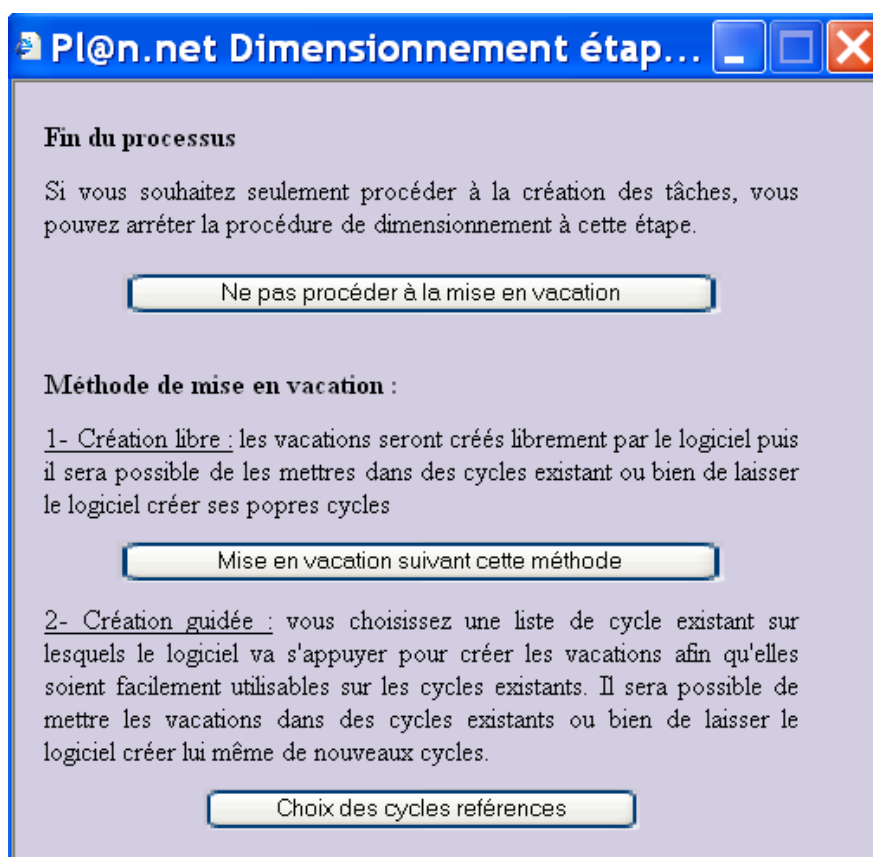 Pl@n.net Dimensionnement étap...
Fin du processus
Si vous souhaitez seulement procéder à la création des tâches, vous
pouvez arréter la procédure de dimensionnement à cette étape.
Ne pas procéder à la mise en vacation
Méthode de mise en vacation :
1- Création libre : les vacations seront créés librement par le logiciel puis
il sera possible de les mettres dans des cycles existant ou bien de laisser
le logiciel créer ses popres cycles
Mise en vacation suivant cette méthode
2- Création guidée : vous choisissez une liste de cycle existant sur
lesquels le logiciel va s'appuyer pour créer les vacations afin qu'elles
soient facilement utilisables sur les cycles existants. Il sera possible de
mettre les vacations dans des cycles existants ou bien de laisser le
logiciel créer lui même de nouveaux cycles.
Choix des cycles reférences